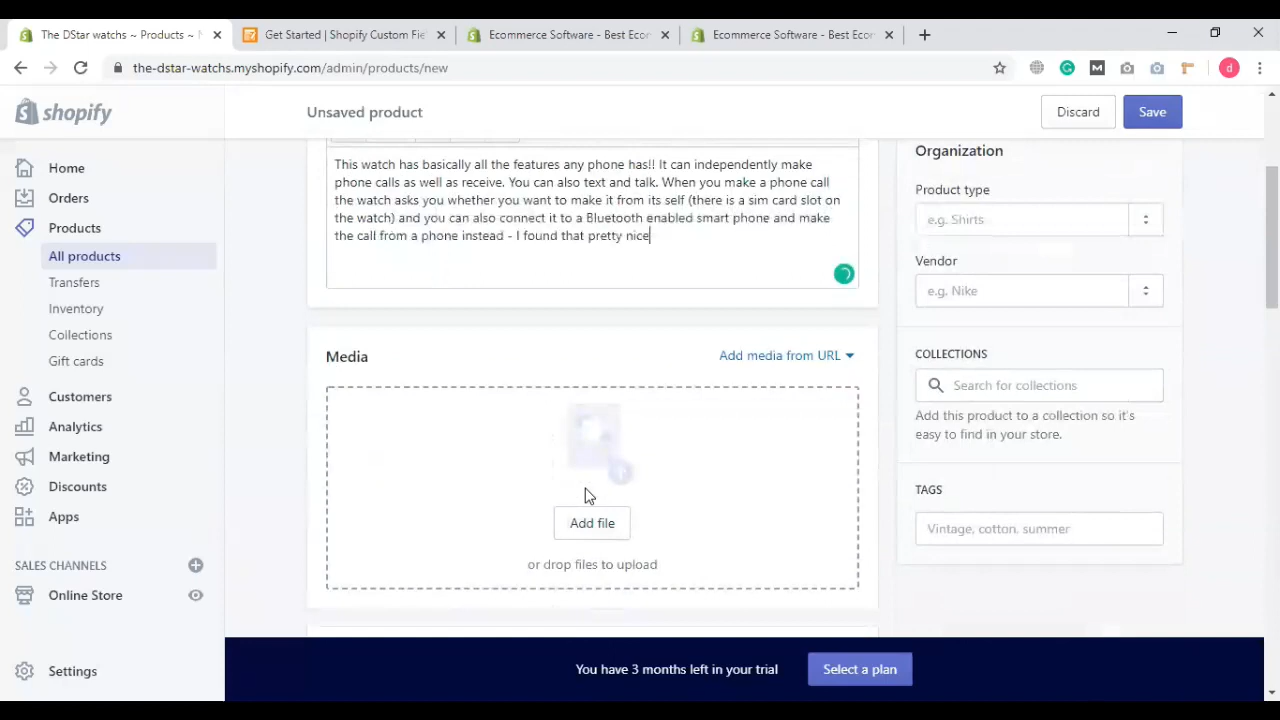 The DStar watchs ~ Products ~ N
Get Started | Shopify Custom Fie
Ecommerce Software - Best Ecor
Ecommerce Software - Best Ecor
the-dstar-watchs.myshopify.com/admin/products/new
M
d
shopify
Unsaved product
Discard
Save
Home
Orders
Products
All products
Transfers
Inventory
Collections
Gift cards
Customers
Analytics
Marketing
Discounts
Apps
SALES CHANNELS
Online Store
Settings
This watch has basically all the features any phone has!! It can independently make
phone calls as well as receive. You can also text and talk. When you make a phone call
the watch asks you whether you want to make it from its self (there is a sim card slot on
the watch) and you can also connect it to a Bluetooth enabled smart phone and make
the call from a phone instead - I found that pretty nice
Media
Add media from URL
Add file
or drop files to upload
Organization
Product type
e.g. Shirts
Vendor
e.g. Nike
COLLECTIONS
Search for collections
Add this product to a collection so it's
easy to find in your store.
TAGS
Vintage, cotton, summer
You have 3 months left in your trial
Select a plan